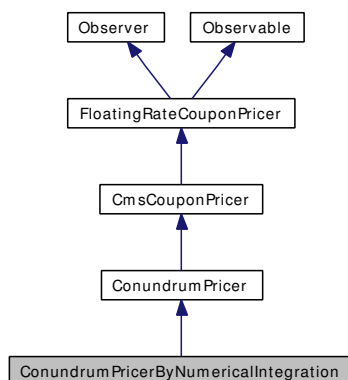 Observer Observable
FloatingRateCouponPricer
CmsCouponPricer
ConundrumPricer
ConundrumPricerByNumericalIntegration